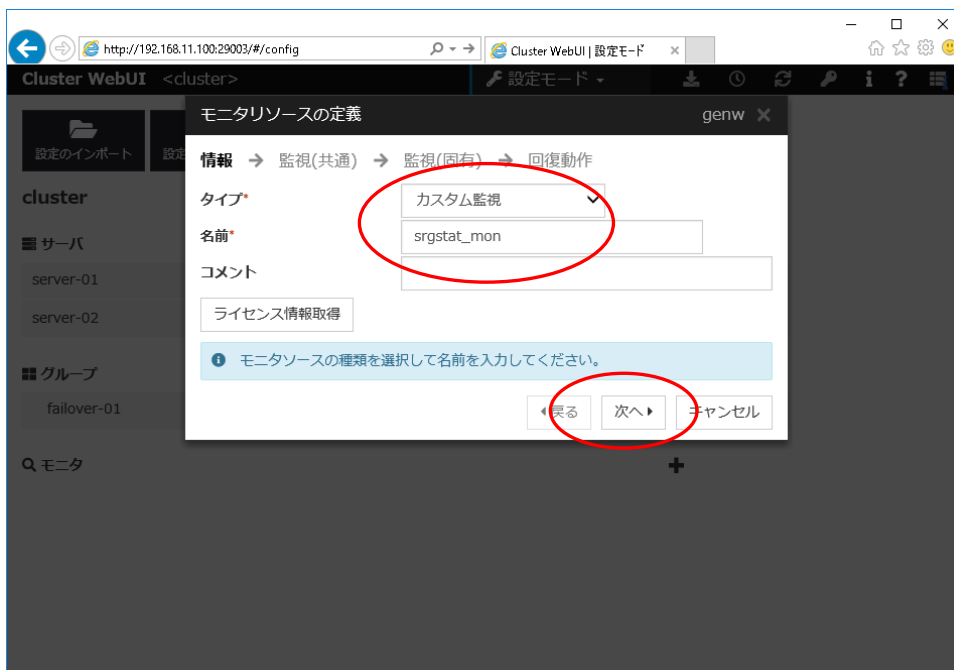 http://192.168.11.100:29003/#/config
Cluster WebUI | 設定モード
Cluster WebUI <cluster>
設定モード
設定のインポート
設定
cluster
サーバ
server-01
server-02
グループ
failover-01
モニタ
モニタリソースの定義
genw
情報 → 監視(共通) → 監視(固有) → 回復動作
タイプ*
カスタム監視
名前*
srgstat_mon
コメント
ライセンス情報取得
モニタソースの種類を選択して名前を入力してください。
戻る
次へ
キャンセル